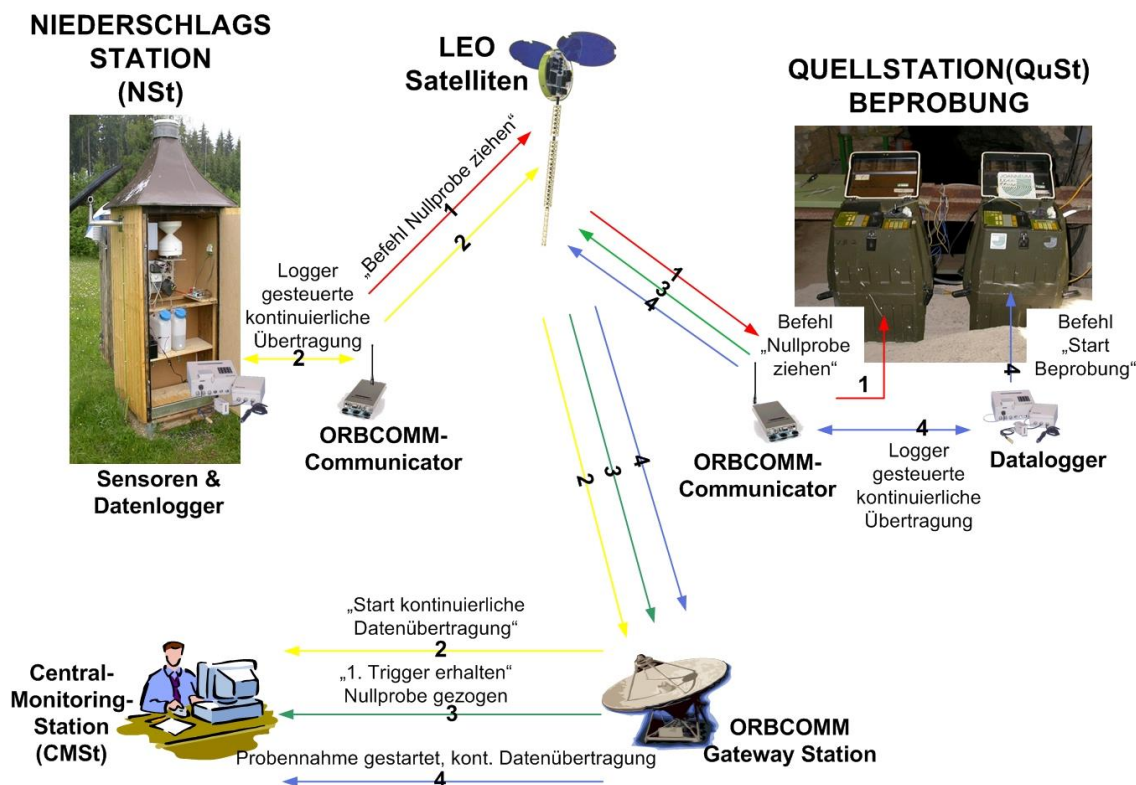 NIEDERSCHLAGS
STATION
(NSt)
LEO
Satelliten
QUELLSTATION(QuSt)
BEPROBUNG
„Befehl Nullprobe ziehen“
1
2
Logger
gesteuerte
kontinuierliche
Übertragung
2
ORBCOMM-
Communicator
Sensoren &
Datenlogger
1
3
4
Befehl
„Nullprobe
ziehen“
1
Befehl
„Start
Beprobung“
4
4
ORBCOMM-
Communicator
Logger
gesteuerte
kontinuierliche
Übertragung
Datalogger
2
3
4
„Start kontinuierliche
Datenübertragung“
2
„1. Trigger erhalten“
Nullprobe gezogen
3
Probennahme gestartet, kont. Datenübertragung
4
Central-
Monitoring-
Station
(CMSt)
ORBCOMM
Gateway Station